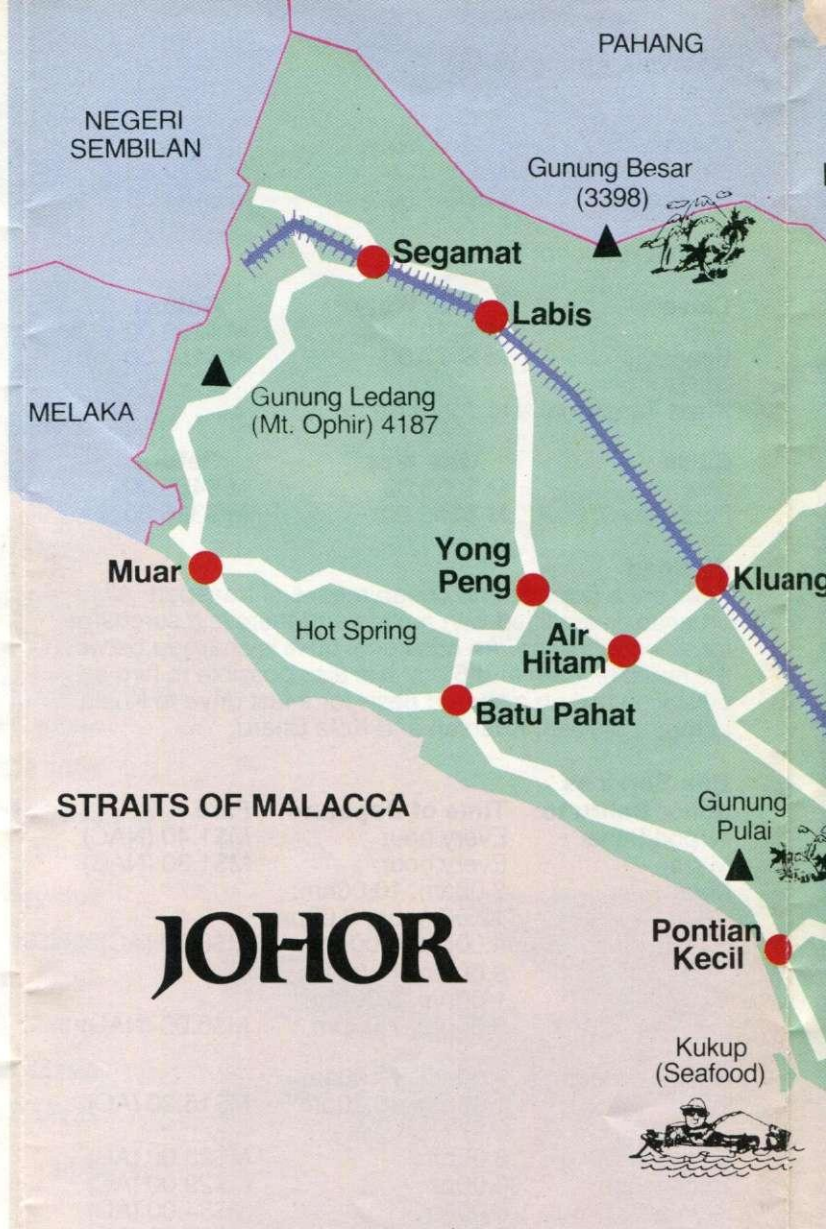 PAHANG
NEGERI
SEMBILAN
Gunung Besar
(3398)
Segamat
Labis
MELAKA
Gunung Ledang
(Mt. Ophir) 4187
Muar
Yong
Peng
Kluang
Hot Spring
Air
Hitam
Batu Pahat
STRAITS OF MALACCA
Gunung
Pulai
JOHOR
Pontian
Kecil
Kukup
(Seafood)